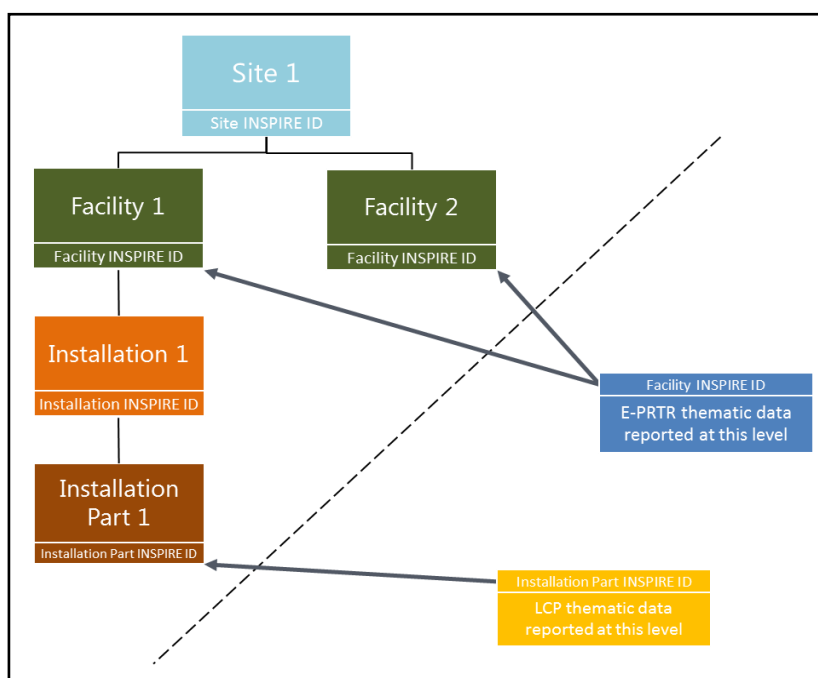 Site 1
Site INSPIRE ID
Facility 1
Facility INSPIRE ID
Facility 2
Facility INSPIRE ID
Installation 1
Installation INSPIRE ID
Facility INSPIRE ID
E-PRTR thematic data
reported at this level
Installation
Part 1
Installation Part INSPIRE ID
Installation Part INSPIRE ID
LCP thematic data
reported at this level